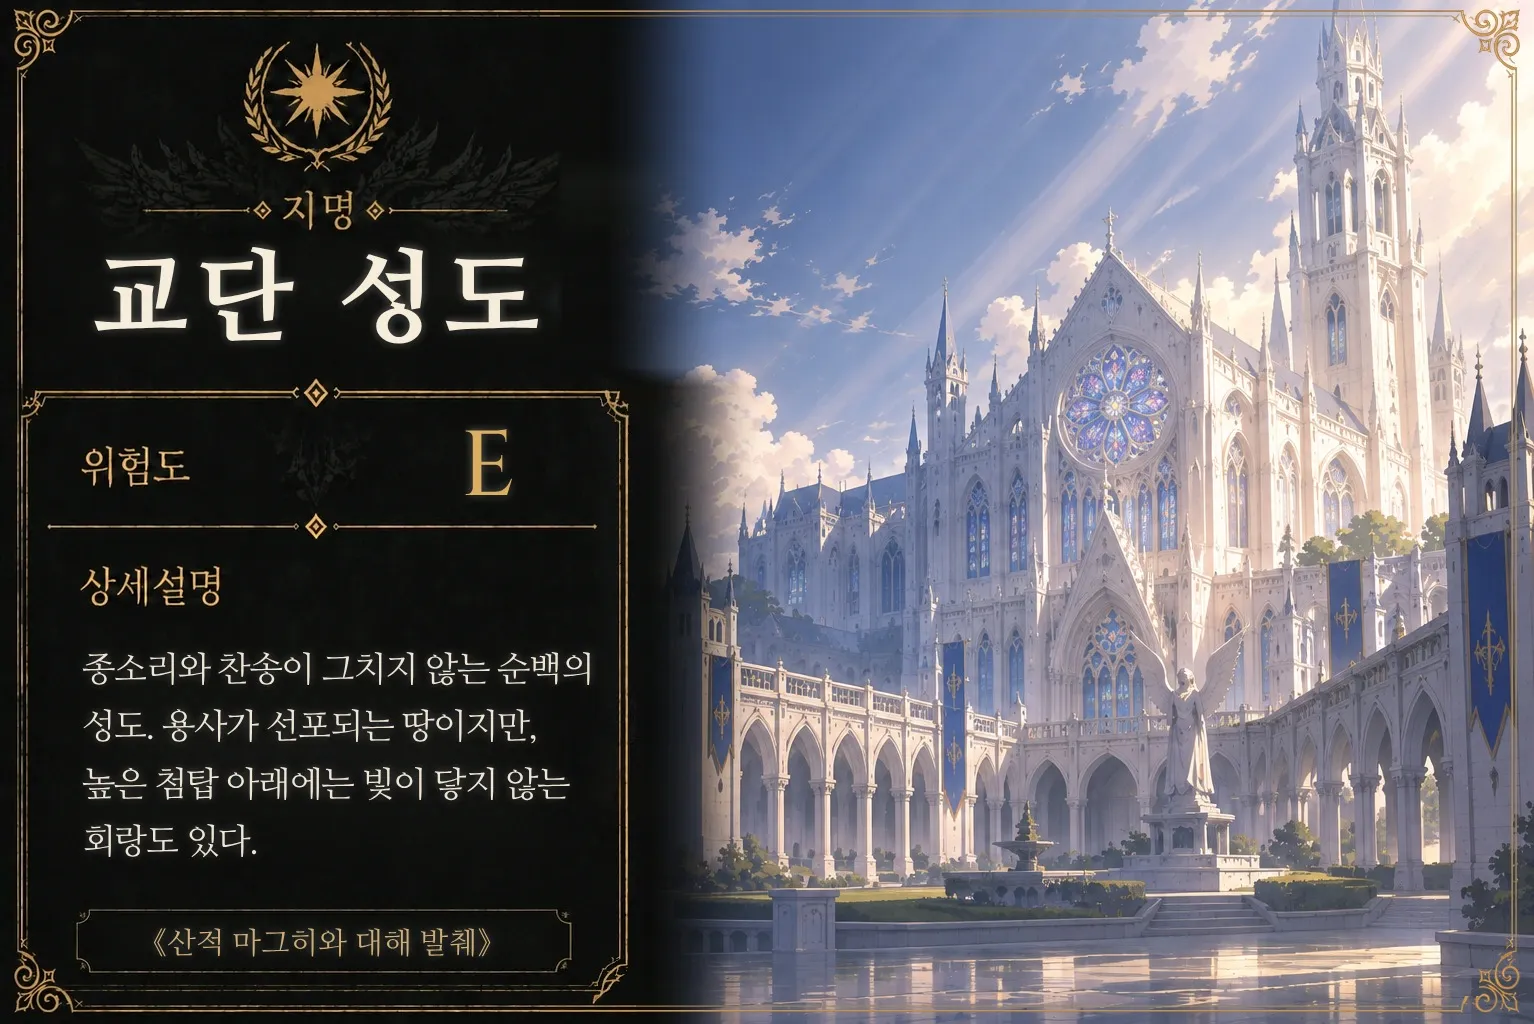 지명
교단 성도
위험도
E
상세설명
종소리와 찬송이 그치지 않는 순백의
성도. 용사가 선포되는 땅이지만,
높은 첨탑 아래에는 빛이 닿지 않는
회랑도 있다.
《산적 마그히와 대해 발췌》